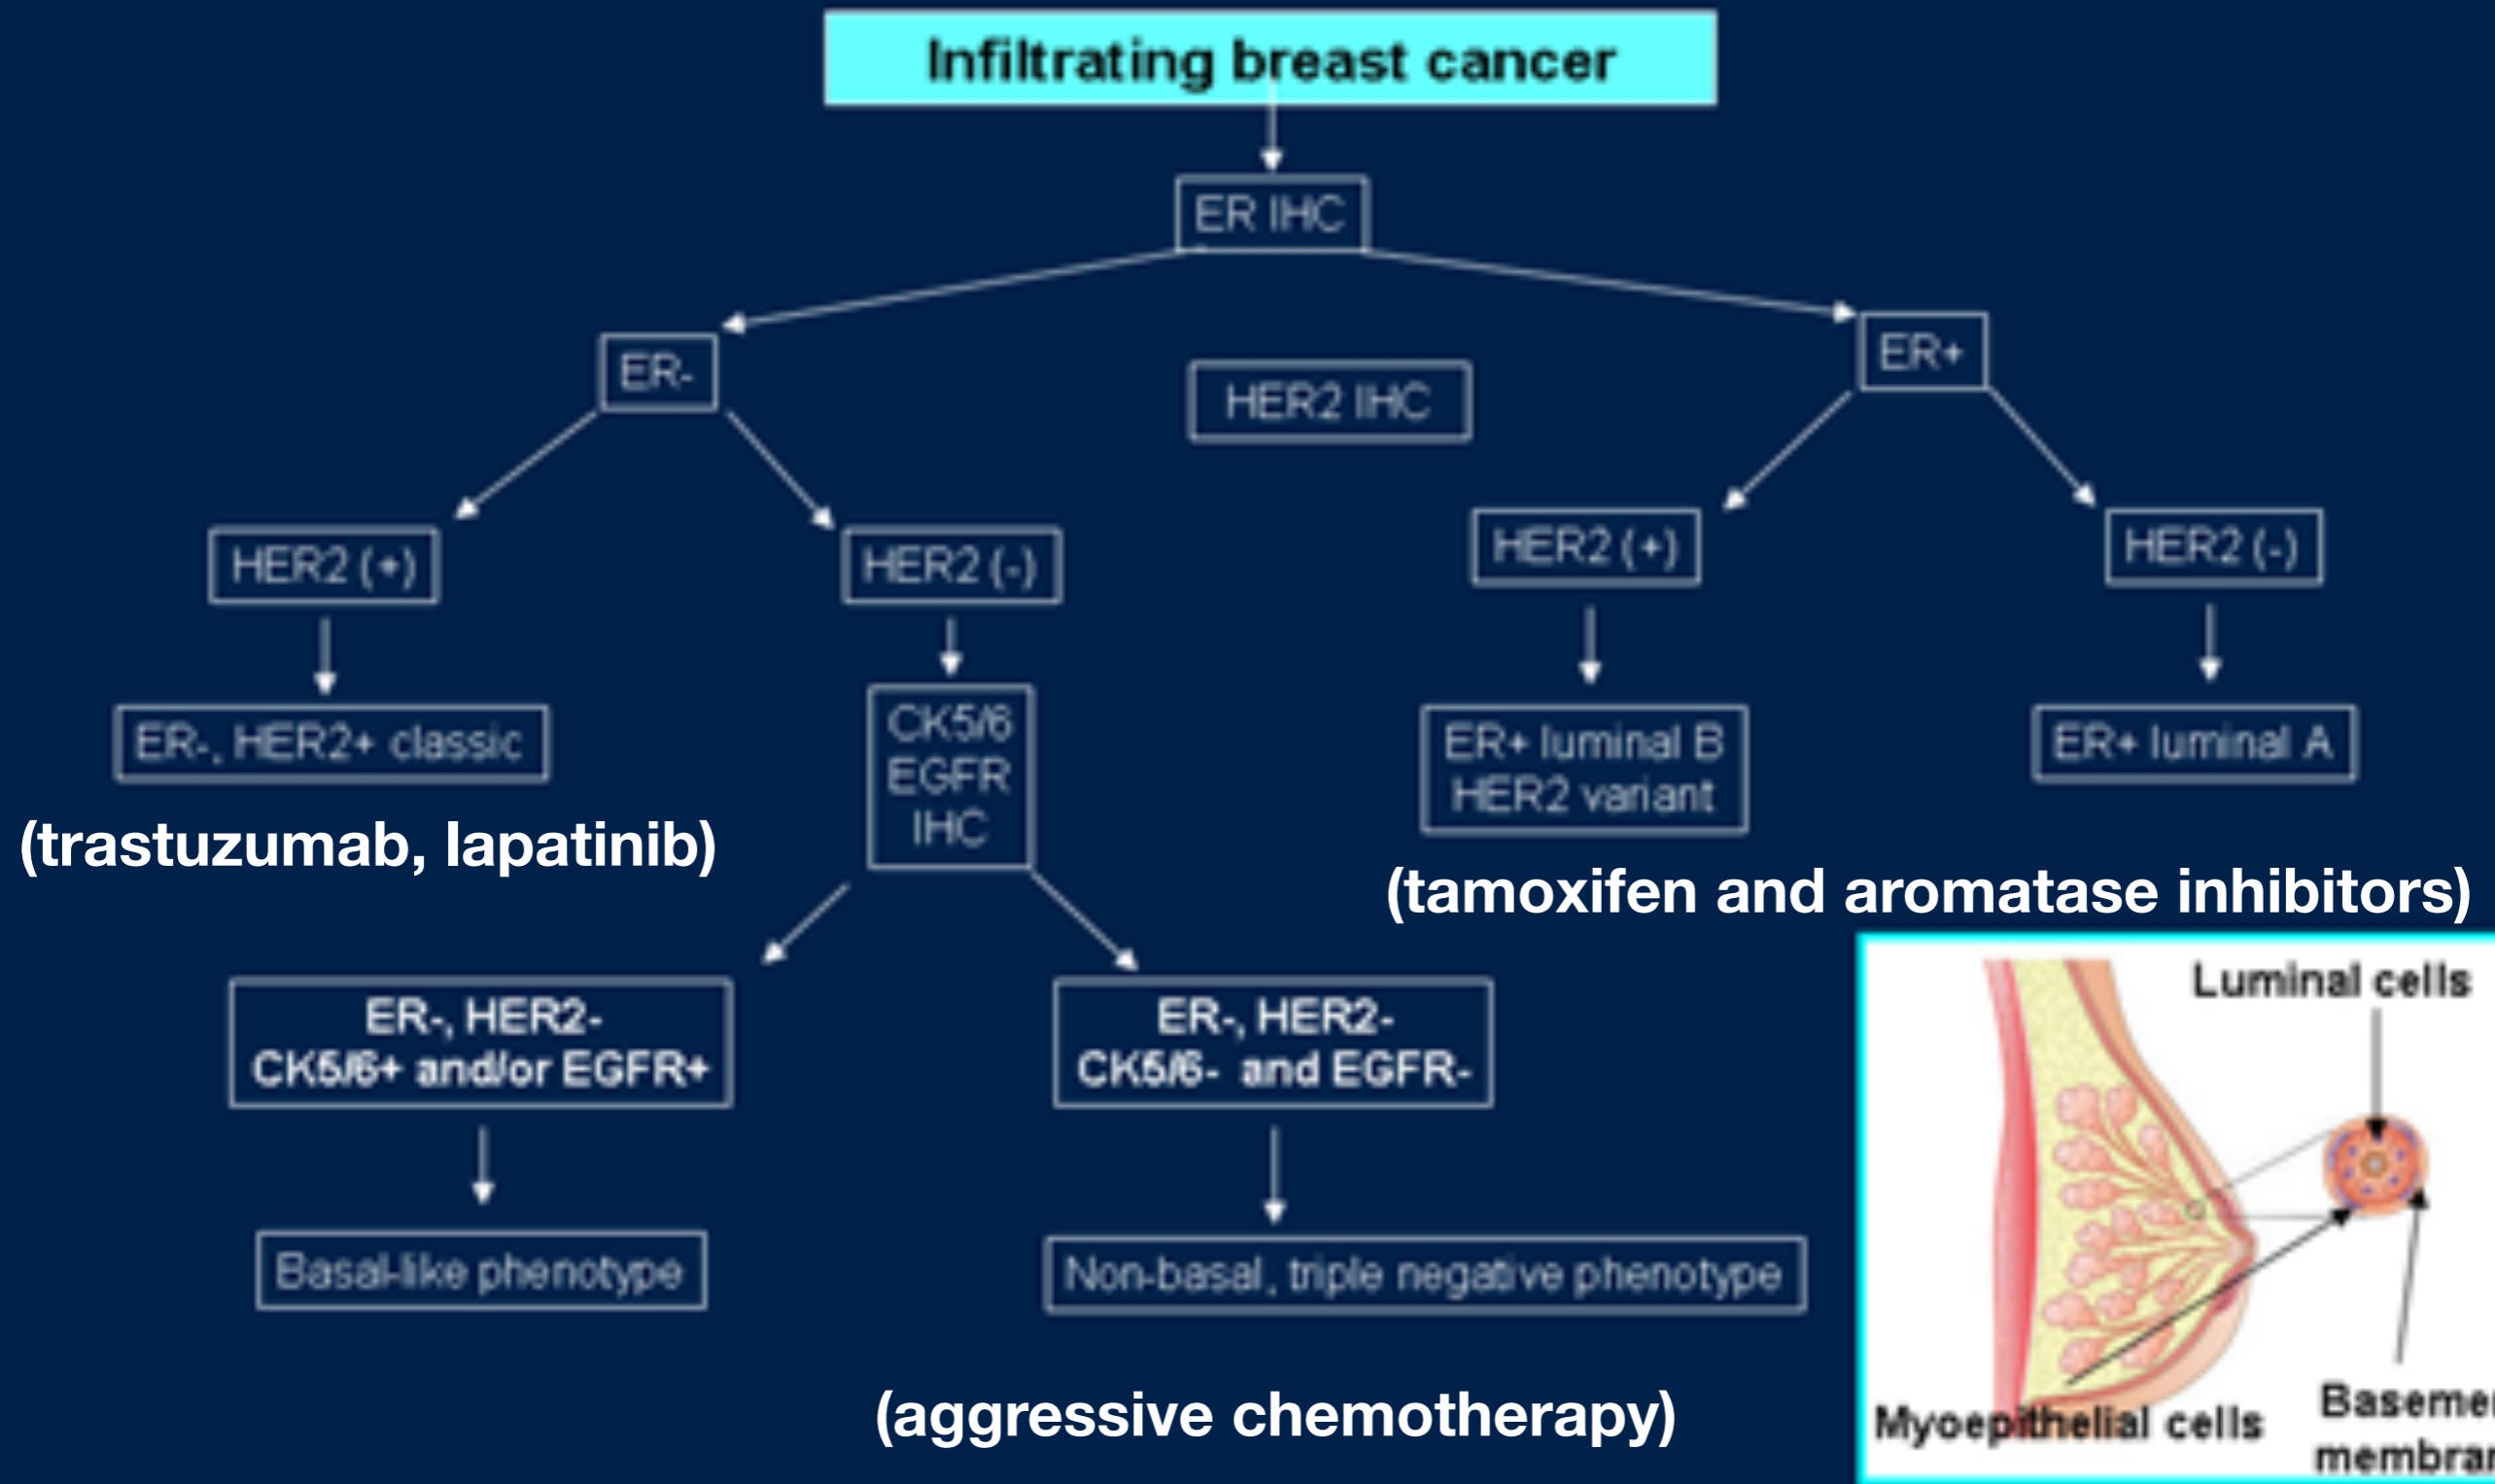 Infiltrating breast cancer
ER IHC
ER-
ER+
HER2 IHC
HER2 (+)
HER2 (-)
HER2 (+)
HER2 (-)
ER-, HER2+ classic
CK5/6
EGFR
IHC
ER+ luminal B
HER2 variant
ER+ luminal A
(trastuzumab, lapatinib)
(tamoxifen and aromatase inhibitors)
ER-, HER2-
CK5/6+ and/or EGFR+
ER-, HER2-
CK5/6- and EGFR-
Basal-like phenotype
Non-basal, triple negative phenotype
(aggressive chemotherapy)
Luminal cells
Myoepithelial cells
Baseme
membra